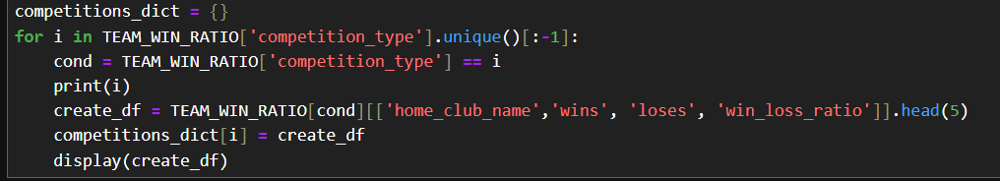 competitions_dict = {}
for i in TEAM_WIN_RATIO['competition_type'].unique()[:-1]:
    cond = TEAM_WIN_RATIO['competition_type'] == i
    print(i)
    create_df = TEAM_WIN_RATIO[cond][['home_club_name','wins', 'loses', 'win_loss_ratio']].head(5)
    competitions_dict[i] = create_df
    display(create_df)